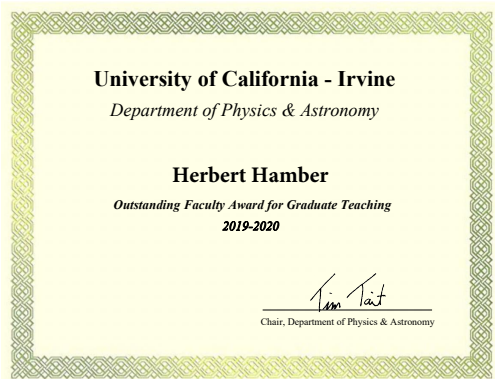 University of California - Irvine
Department of Physics & Astronomy
Herbert Hamber
Outstanding Faculty Award for Graduate Teaching
2019-2020
Tim Tait
Chair, Department of Physics & Astronomy